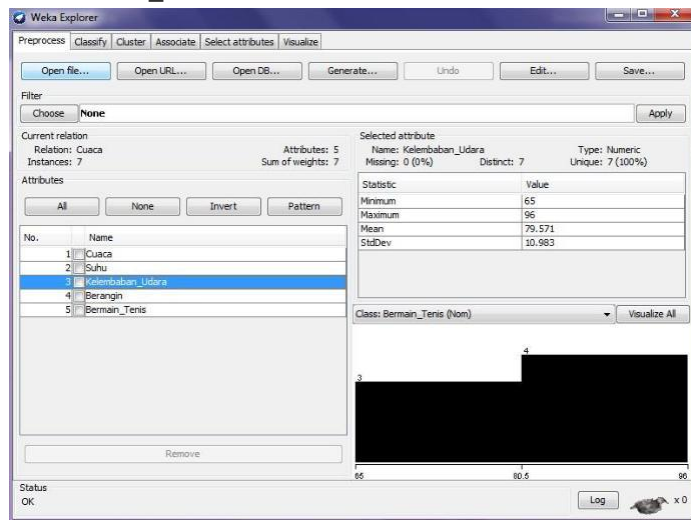 Weka Explorer
Preprocess Classify Cluster Associate Select attributes Visualize
Open file... Open URL... Open DB... Generate... Undo Edit... Save...
Filter
Choose None Apply
Current relation
Relation: Cuaca Attributes: 5
Instances: 7 Sum of weights: 7
Attributes
All None Invert Pattern
No. Name
1 Cuaca
2 Suhu
3 Kelembaban_Udara
4 Berangin
5 Bermain_Tenis
Remove
Selected attribute
Name: Kelembaban_Udara Type: Numeric
Missing: 0 (0%) Distinct: 7 Unique: 7 (100%)
Statistic Value
Minimum 65
Maximum 96
Mean 79.571
StdDev 10.983
Class: Bermain_Tenis (Nom) Visualize All
4
3
65 80.5 96
Status
OK
Log x 0